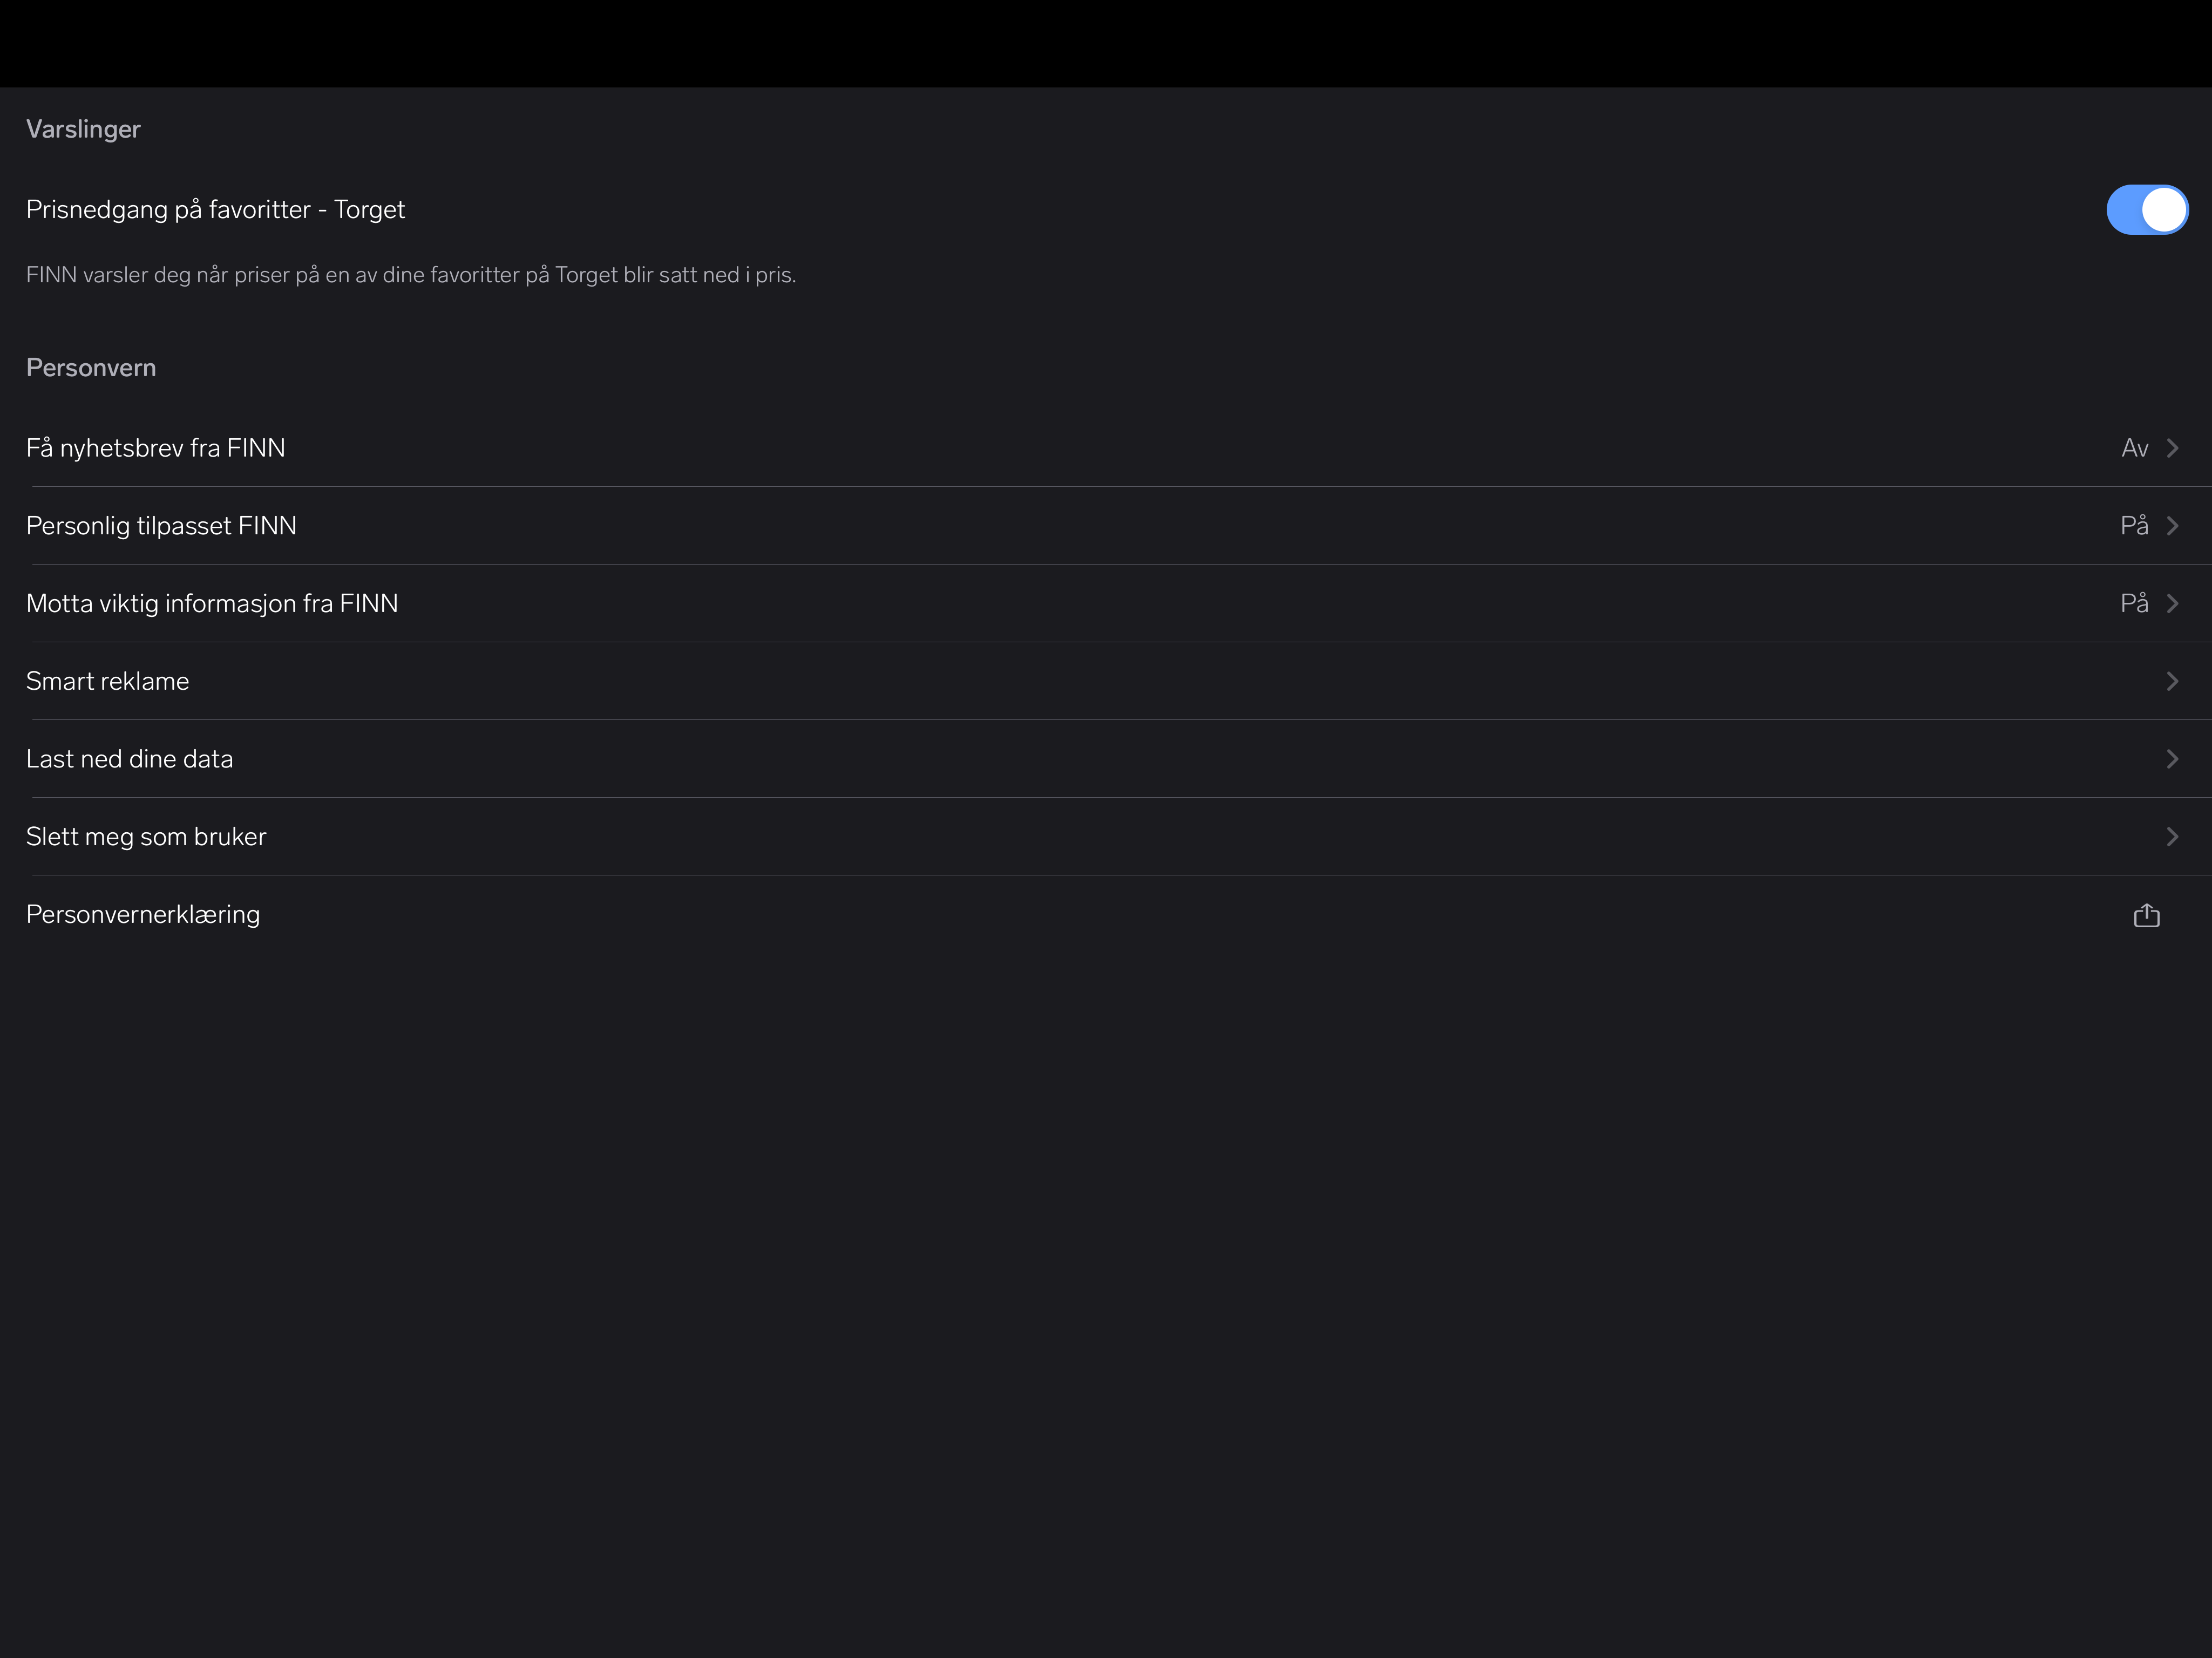 Varslinger
Prisnedgang på favoritter - Torget
FINN varsler deg når priser på en av dine favoritter på Torget blir satt ned i pris.
Personvern
Få nyhetsbrev fra FINN Av
Personlig tilpasset FINN På
Motta viktig informasjon fra FINN På
Smart reklame
Last ned dine data
Slett meg som bruker
Personvernerklæring